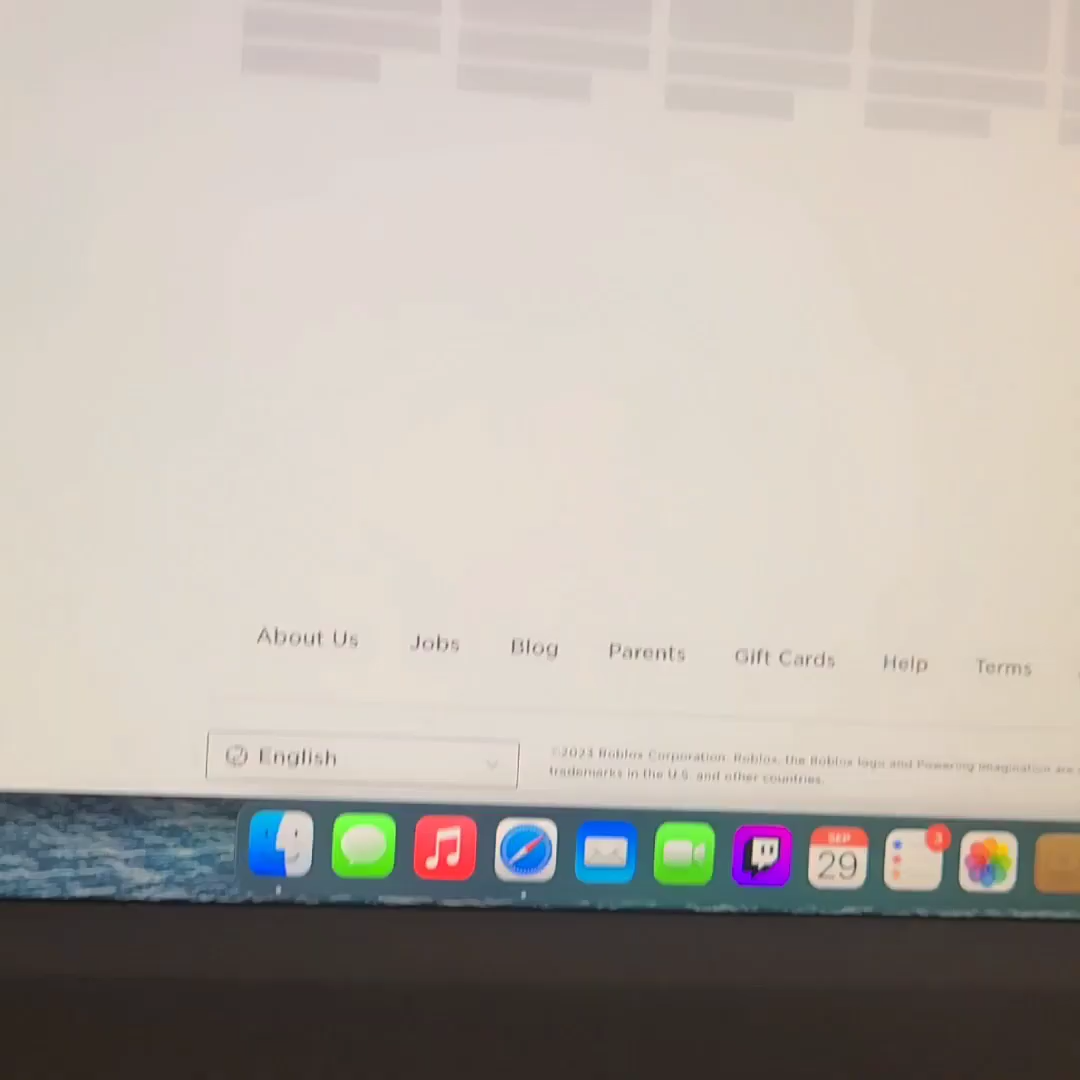 About Us Jobs Blog Parents Gift Cards Help Terms
English
©2023 Roblox Corporation. Roblox, the Roblox logo and Powering Imagination are
trademarks in the U.S. and other countries.
SEP
29
3